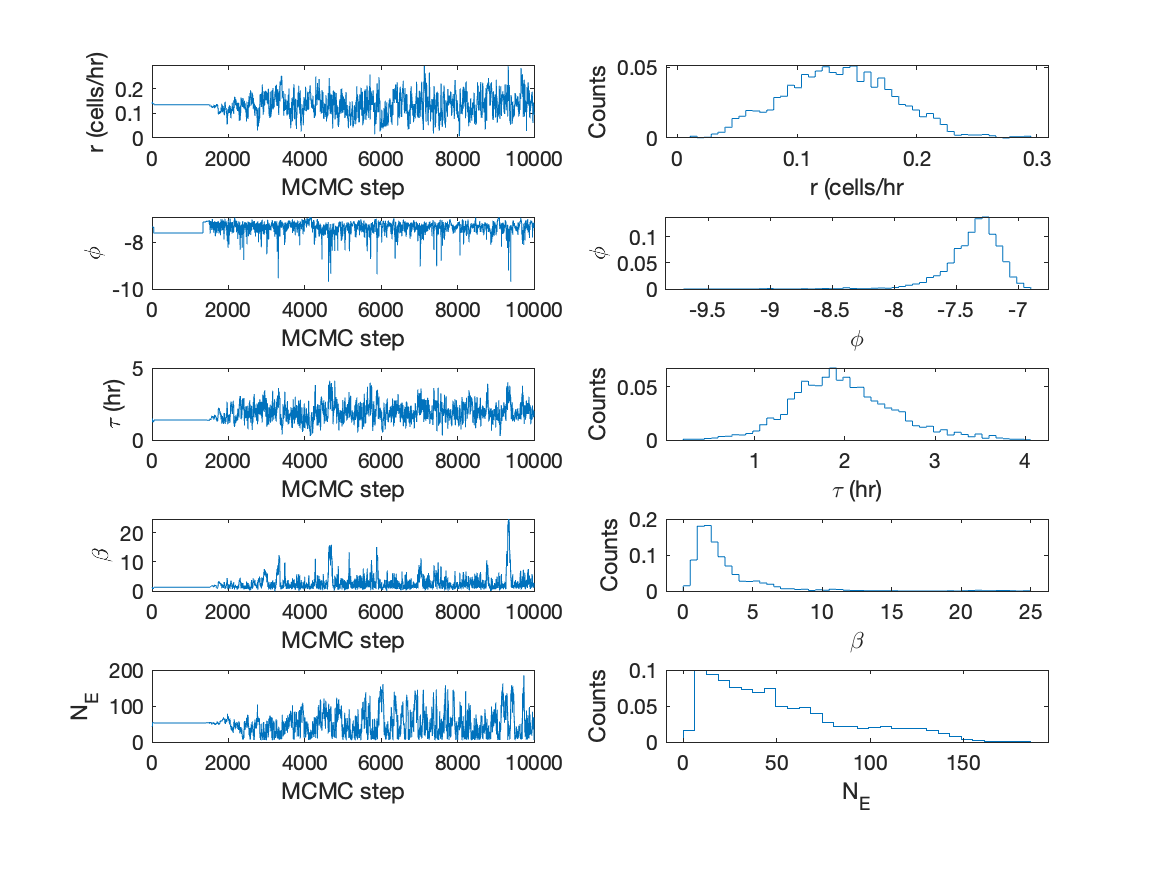 r (cells/hr)
0.2
0.1
0
0 2000 4000 6000 8000 10000
MCMC step
Counts
0.05
0
0 0.1 0.2 0.3
r (cells/hr
ϕ
-8
-10
0 2000 4000 6000 8000 10000
MCMC step
ϕ
0.1
0.05
0
-9.5 -9 -8.5 -8 -7.5 -7
ϕ
τ (hr)
5
0
0 2000 4000 6000 8000 10000
MCMC step
Counts
0.05
0
1 2 3 4
τ (hr)
β
20
10
0
0 2000 4000 6000 8000 10000
MCMC step
Counts
0.2
0.1
0
0 5 10 15 20 25
β
N_E
200
100
0
0 2000 4000 6000 8000 10000
MCMC step
Counts
0.1
0.05
0
0 50 100 150
N_E